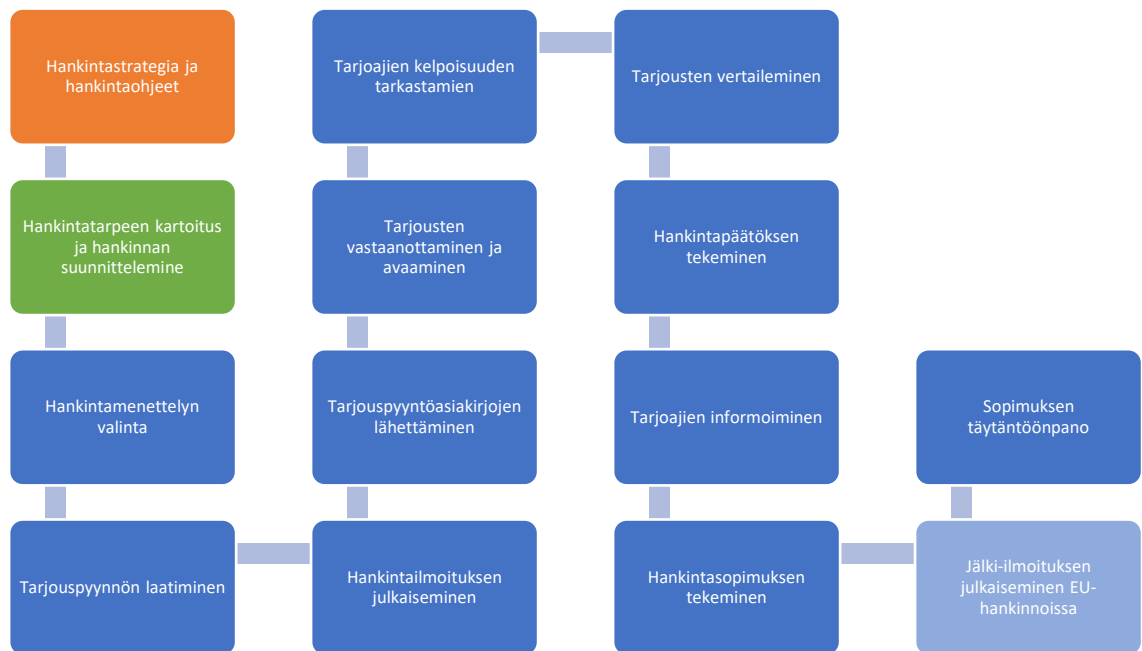 Hankintastrategia ja
hankintaohjeet
Hankintatarpeen kartoitus
ja hankinnan
suunnittelemine
Hankintamenettelyn
valinta
Tarjouspyynnön laatiminen
Hankintailmoituksen
julkaiseminen
Tarjouspyyntöasiakirjojen
lähettäminen
Tarjousten
vastaanottaminen ja
avaaminen
Tarjoajien kelpoisuuden
tarkastamien
Tarjousten vertaileminen
Hankintapäätöksen
tekeminen
Tarjoajien informoiminen
Hankintasopimuksen
tekeminen
Jälki-ilmoituksen
julkaiseminen EU-
hankinnoissa
Sopimuksen
täytäntöönpano